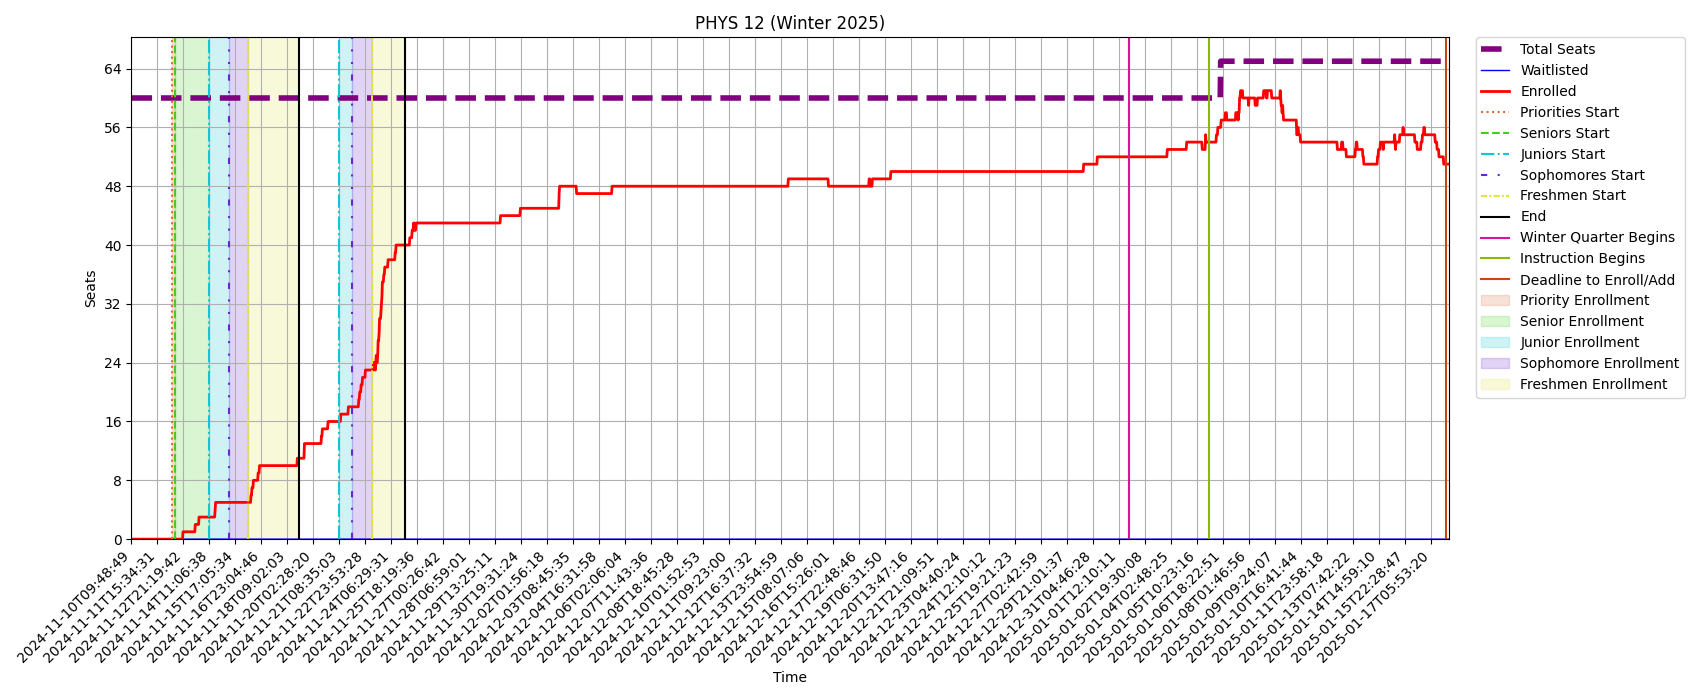 PHYS 12 (Winter 2025)
Seats
64
56
48
40
32
24
16
8
0
2024-11-10T09:48:49
2024-11-11T15:34:31
2024-11-12T21:19:42
2024-11-14T11:06:38
2024-11-15T17:05:34
2024-11-16T23:04:46
2024-11-18T09:02:03
2024-11-20T02:28:20
2024-11-21T08:35:03
2024-11-22T23:53:28
2024-11-24T06:29:31
2024-11-25T18:19:36
2024-11-27T00:26:42
2024-11-28T06:59:01
2024-11-29T13:25:11
2024-11-30T19:31:24
2024-12-02T01:56:18
2024-12-03T08:45:35
2024-12-04T16:31:58
2024-12-06T02:06:04
2024-12-07T11:43:36
2024-12-08T18:45:28
2024-12-10T01:52:53
2024-12-11T09:23:00
2024-12-12T16:37:32
2024-12-13T23:54:59
2024-12-15T08:07:06
2024-12-16T15:26:01
2024-12-17T22:48:46
2024-12-19T06:31:50
2024-12-20T13:47:16
2024-12-21T21:09:51
2024-12-23T04:40:24
2024-12-24T12:10:12
2024-12-25T19:21:23
2024-12-27T02:42:59
2024-12-29T21:01:37
2024-12-31T04:46:28
2025-01-01T12:10:11
2025-01-02T19:30:08
2025-01-04T02:48:25
2025-01-05T10:23:16
2025-01-06T18:22:51
2025-01-08T01:46:56
2025-01-09T09:24:07
2025-01-10T16:41:44
2025-01-11T23:58:18
2025-01-13T07:42:22
2025-01-14T14:59:10
2025-01-15T22:28:47
2025-01-17T05:53:20
Time
Total Seats
Waitlisted
Enrolled
Priorities Start
Seniors Start
Juniors Start
Sophomores Start
Freshmen Start
End
Winter Quarter Begins
Instruction Begins
Deadline to Enroll/Add
Priority Enrollment
Senior Enrollment
Junior Enrollment
Sophomore Enrollment
Freshmen Enrollment